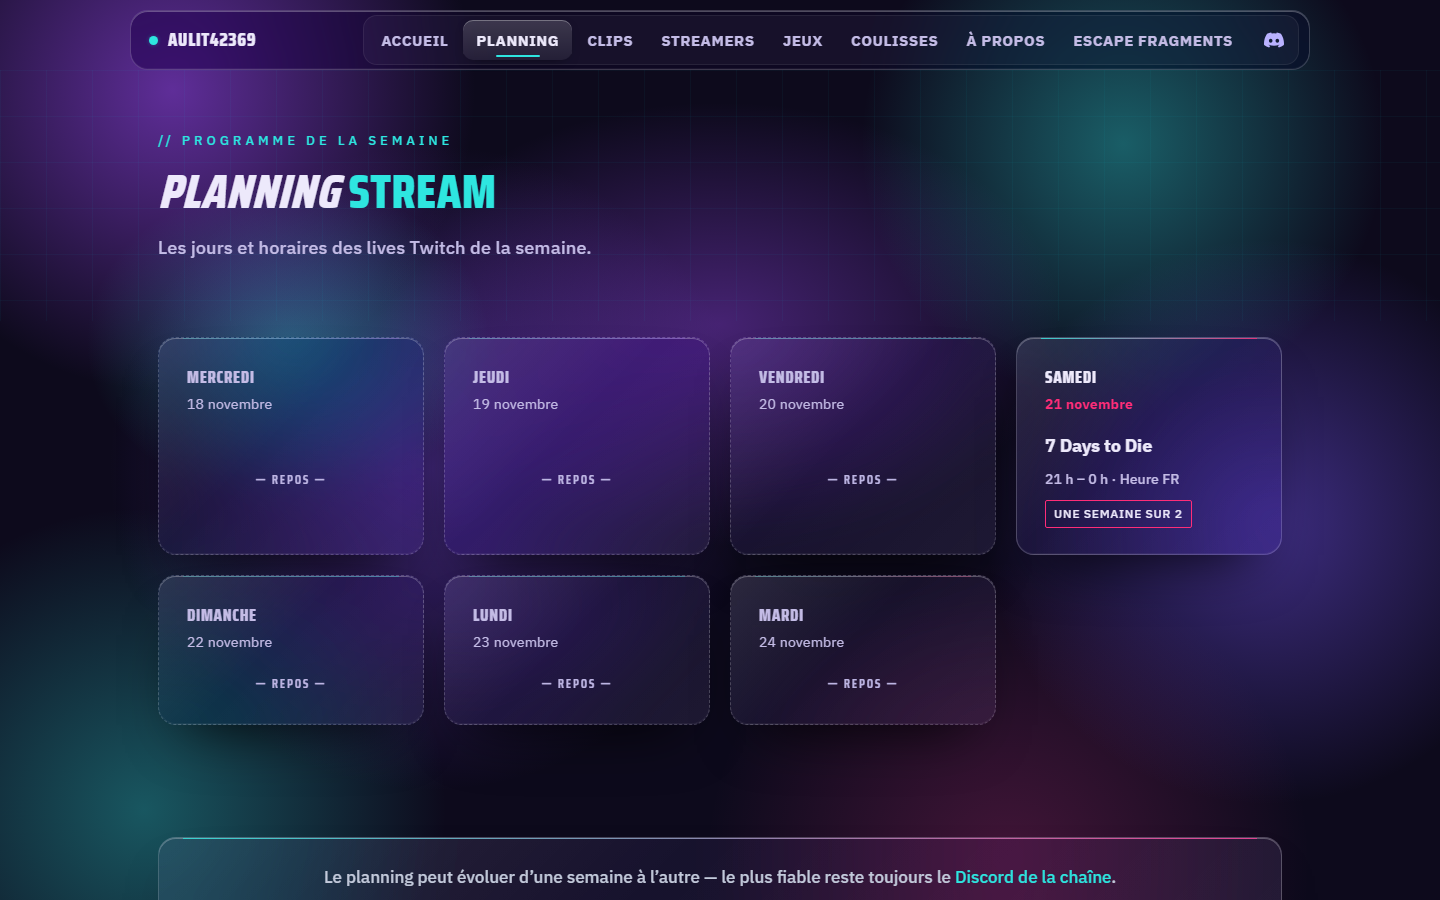 AULIT42369
ACCUEIL
PLANNING
CLIPS
STREAMERS
JEUX
COULISSES
À PROPOS
ESCAPE FRAGMENTS
// PROGRAMME DE LA SEMAINE
PLANNING STREAM
Les jours et horaires des lives Twitch de la semaine.
MERCREDI
18 novembre
— REPOS —
JEUDI
19 novembre
— REPOS —
VENDREDI
20 novembre
— REPOS —
SAMEDI
21 novembre
7 Days to Die
21 h – 0 h · Heure FR
UNE SEMAINE SUR 2
DIMANCHE
22 novembre
— REPOS —
LUNDI
23 novembre
— REPOS —
MARDI
24 novembre
— REPOS —
Le planning peut évoluer d’une semaine à l’autre — le plus fiable reste toujours le Discord de la chaîne.